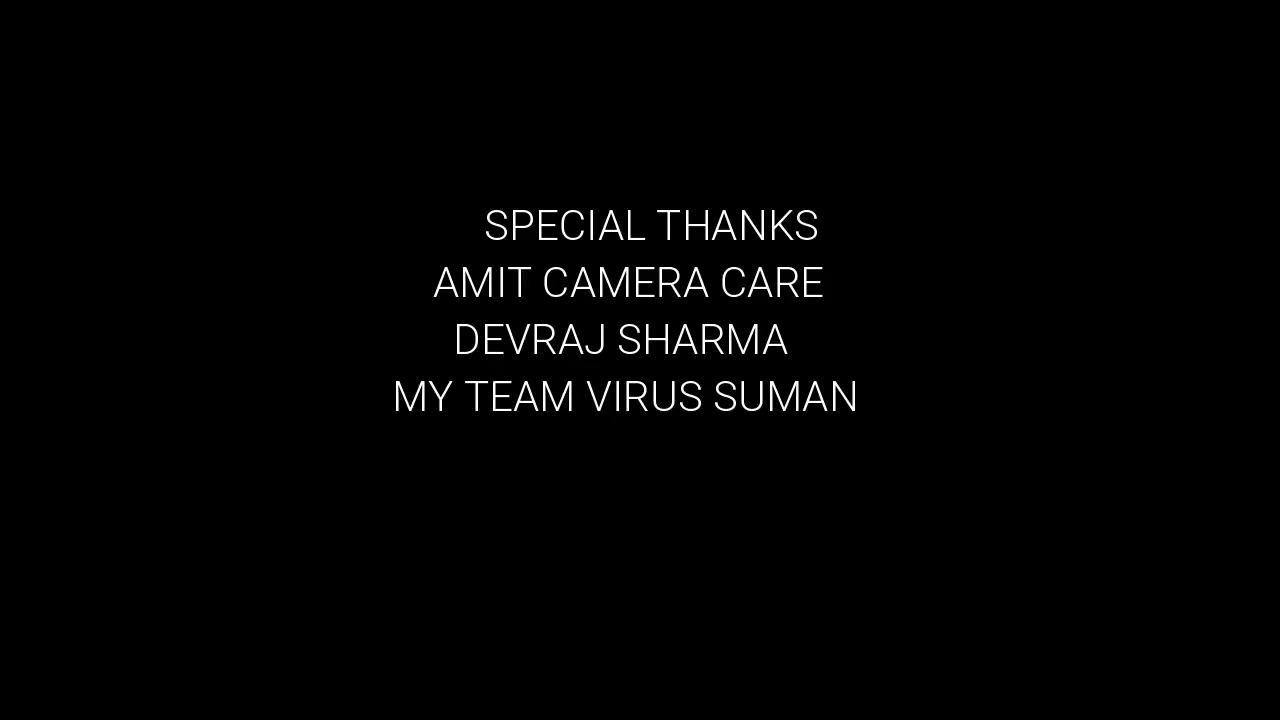 SPECIAL THANKS
AMIT CAMERA CARE
DEVRAJ SHARMA
MY TEAM VIRUS SUMAN